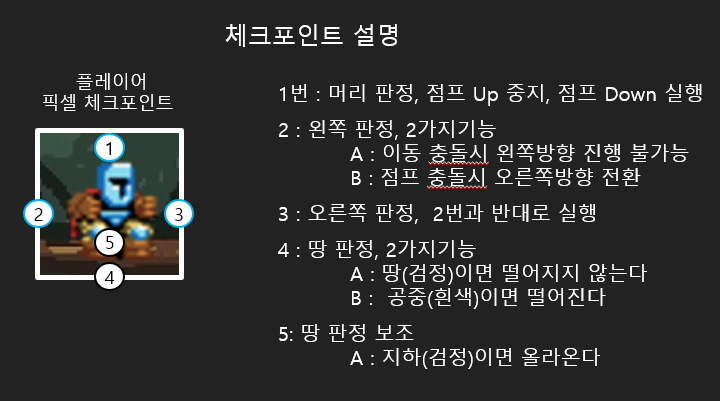 체크포인트 설명
플레이어
픽셀 체크포인트
1
2
3
5
4
1번 : 머리 판정, 점프 Up 중지, 점프 Down 실행
2 : 왼쪽 판정, 2가지기능
A : 이동 충돌시 왼쪽방향 진행 불가능
B : 점프 충돌시 오른쪽방향 전환
3 : 오른쪽 판정,  2번과 반대로 실행
4 : 땅 판정, 2가지기능
A : 땅(검정)이면 떨어지지 않는다
B :  공중(흰색)이면 떨어진다
5: 땅 판정 보조
A : 지하(검정)이면 올라온다